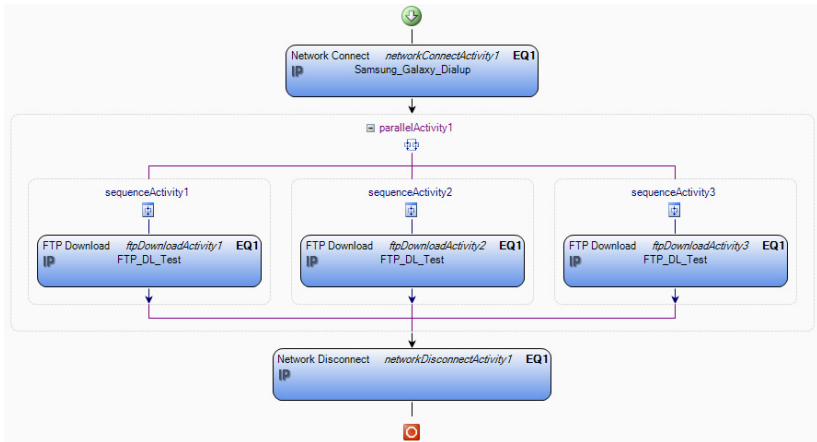 Network Connect networkConnectActivity1 EQ1
IP Samsung_Galaxy_Dialup
parallelActivity1
sequenceActivity1 sequenceActivity2 sequenceActivity3
FTP Download ftpDownloadActivity1 EQ1 FTP Download ftpDownloadActivity2 EQ1 FTP Download ftpDownloadActivity3 EQ1
IP FTP_DL_Test IP FTP_DL_Test IP FTP_DL_Test
Network Disconnect networkDisconnectActivity1 EQ1
IP